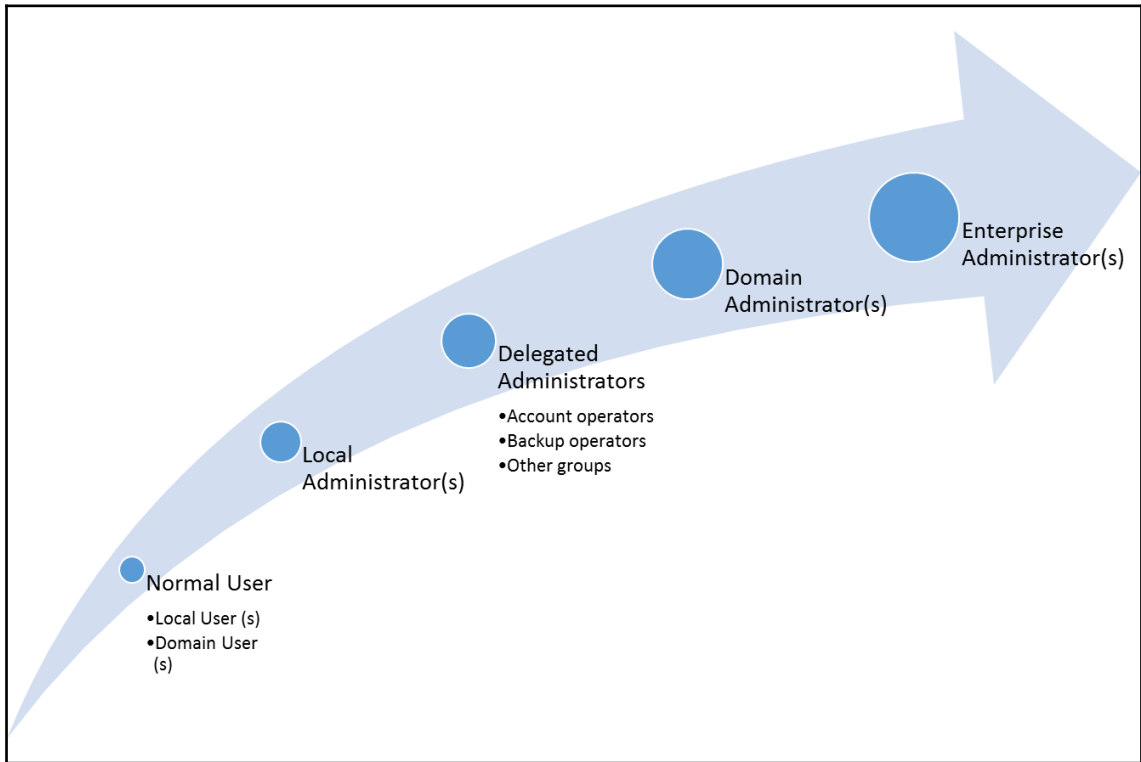 Enterprise
Administrator(s)
Domain
Administrator(s)
Delegated
Administrators
•Account operators
•Backup operators
•Other groups
Local
Administrator(s)
Normal User
•Local User (s)
•Domain User
(s)